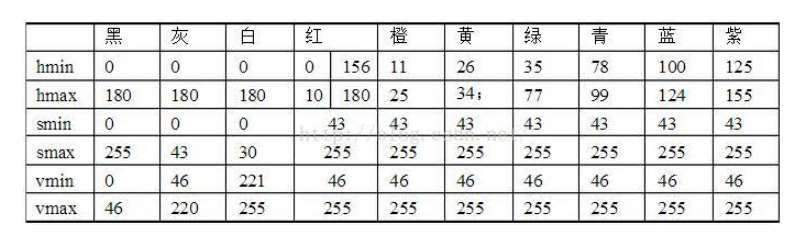 黑 灰 白 红 橙 黄 绿 青 蓝 紫
hmin 0 0 0 0 156 11 26 35 78 100 125
hmax 180 180 180 10 180 25 34; 77 99 124 155
smin 0 0 0 43 43 43 43 43 43 43
smax 255 43 30 255 255 255 255 255 255 255
vmin 0 46 221 46 46 46 46 46 46 46
vmax 46 220 255 255 255 255 255 255 255 255